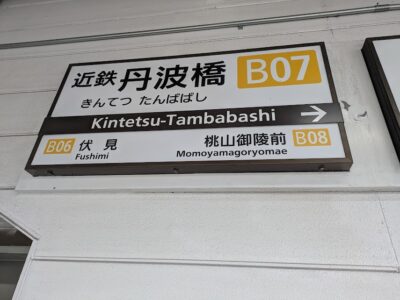 近鉄 丹波橋 B07
きんてつ たんばばし
Kintetsu-Tambabashi →
B06 伏見 桃山御陵前 B08
Fushimi Momoyamagoryomae